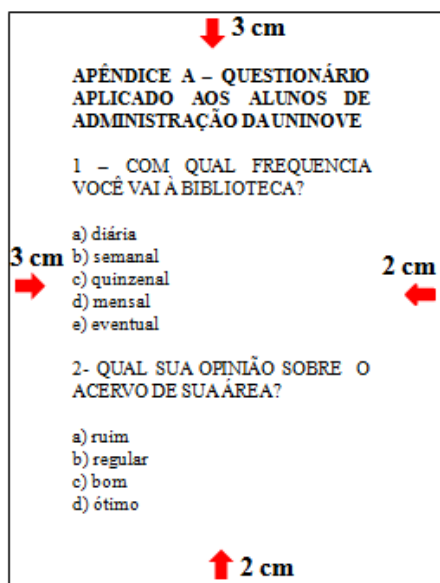 3 cm
APÊNDICE A – QUESTIONÁRIO
APLICADO AOS ALUNOS DE
ADMINISTRAÇÃO DA UNINOVE
1 – COM QUAL FREQUENCIA
VOCÊ VAI À BIBLIOTECA?
a) diária
b) semanal
c) quinzenal
d) mensal
e) eventual
3 cm
2 cm
2- QUAL SUA OPINIÃO SOBRE O
ACERVO DE SUA ÁREA?
a) ruim
b) regular
c) bom
d) ótimo
2 cm